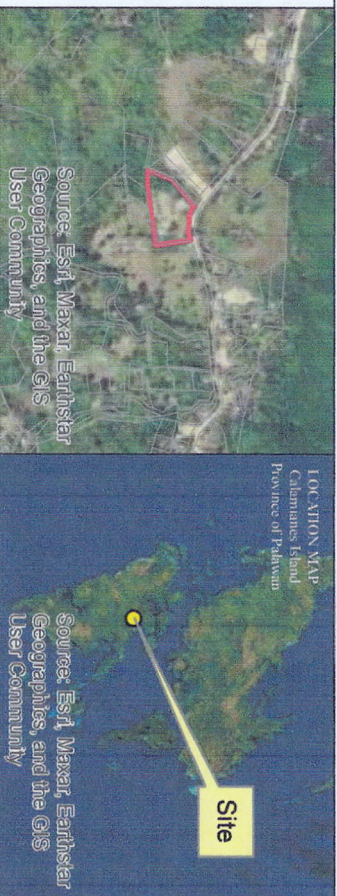 Source: Esri, Maxar, Earthstar
Geographics, and the GIS
User Community
LOCATION MAP
Calamianes Island
Province of Palawan
Site
Source: Esri, Maxar, Earthstar
Geographics, and the GIS
User Community